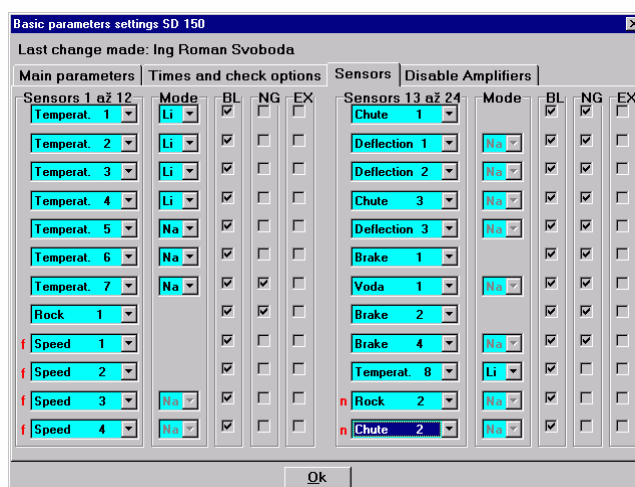 Basic parameters settings SD 150
Last change made: Ing Roman Svoboda
Main parameters Times and check options Sensors Disable Amplifiers
Sensors 1 až 12 Mode BL NG EX Sensors 13 až 24 Mode BL NG EX
Temperat. 1 Li Chute 1
Temperat. 2 Li Deflection 1 Na
Temperat. 3 Li Deflection 2 Na
Temperat. 4 Li Chute 3 Na
Temperat. 5 Na Deflection 3 Na
Temperat. 6 Na Brake 1
Temperat. 7 Na Voda 1 Na
Rock 1 Brake 2
f Speed 1 Brake 4 Na
f Speed 2 Temperat. 8 Li
f Speed 3 Na n Rock 2 Na
f Speed 4 Na n Chute 2 Na
Ok